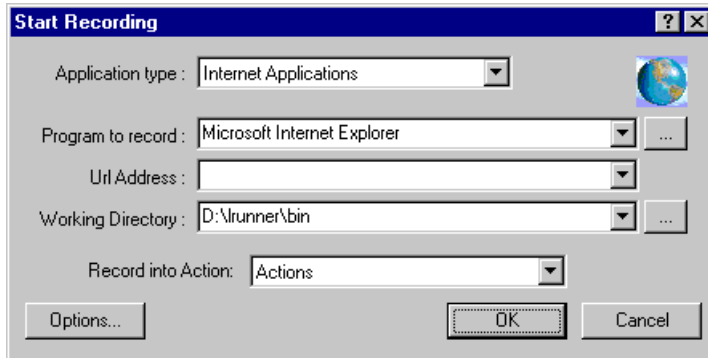 Start Recording ? X
Application type : Internet Applications
Program to record : Microsoft Internet Explorer ...
Url Address :
Working Directory : D:\lrunner\bin ...
Record into Action: Actions
Options... OK Cancel